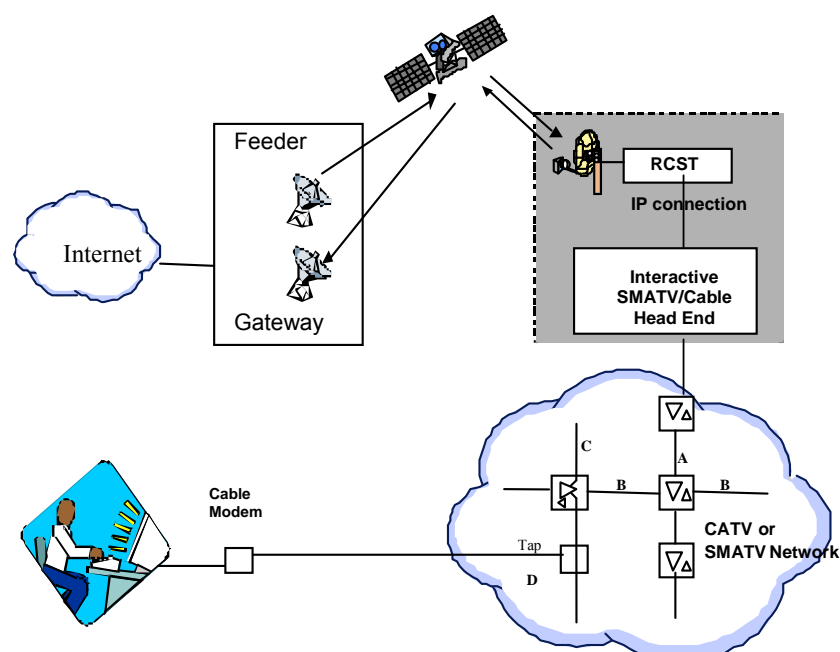 Feeder
RCST
IP connection
Internet
Gateway
Interactive
SMATV/Cable
Head End
C
A
B
B
Cable
Modem
CATV or
SMATV Network
Tap
D